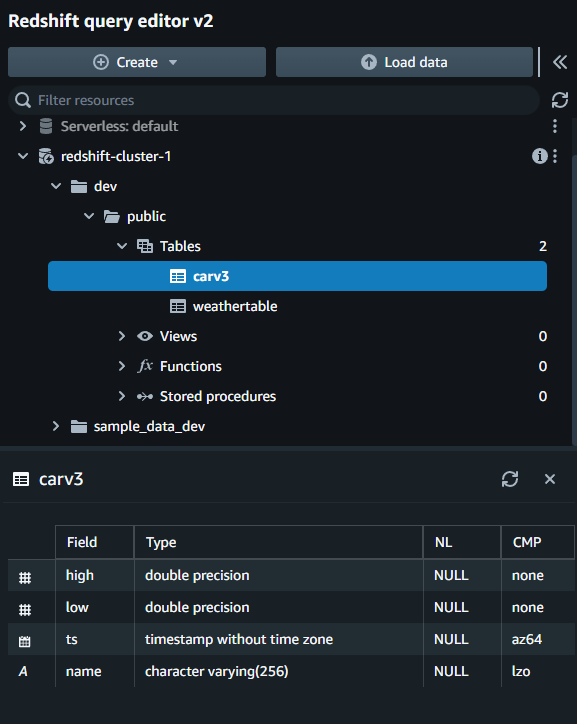 Redshift query editor v2
Create Load data
Filter resources
Serverless: default
redshift-cluster-1
dev
public
Tables 2
carv3
weathertable
Views 0
fx Functions 0
Stored procedures 0
sample_data_dev
carv3
Field Type NL CMP
high double precision NULL none
low double precision NULL none
ts timestamp without time zone NULL az64
A name character varying(256) NULL lzo